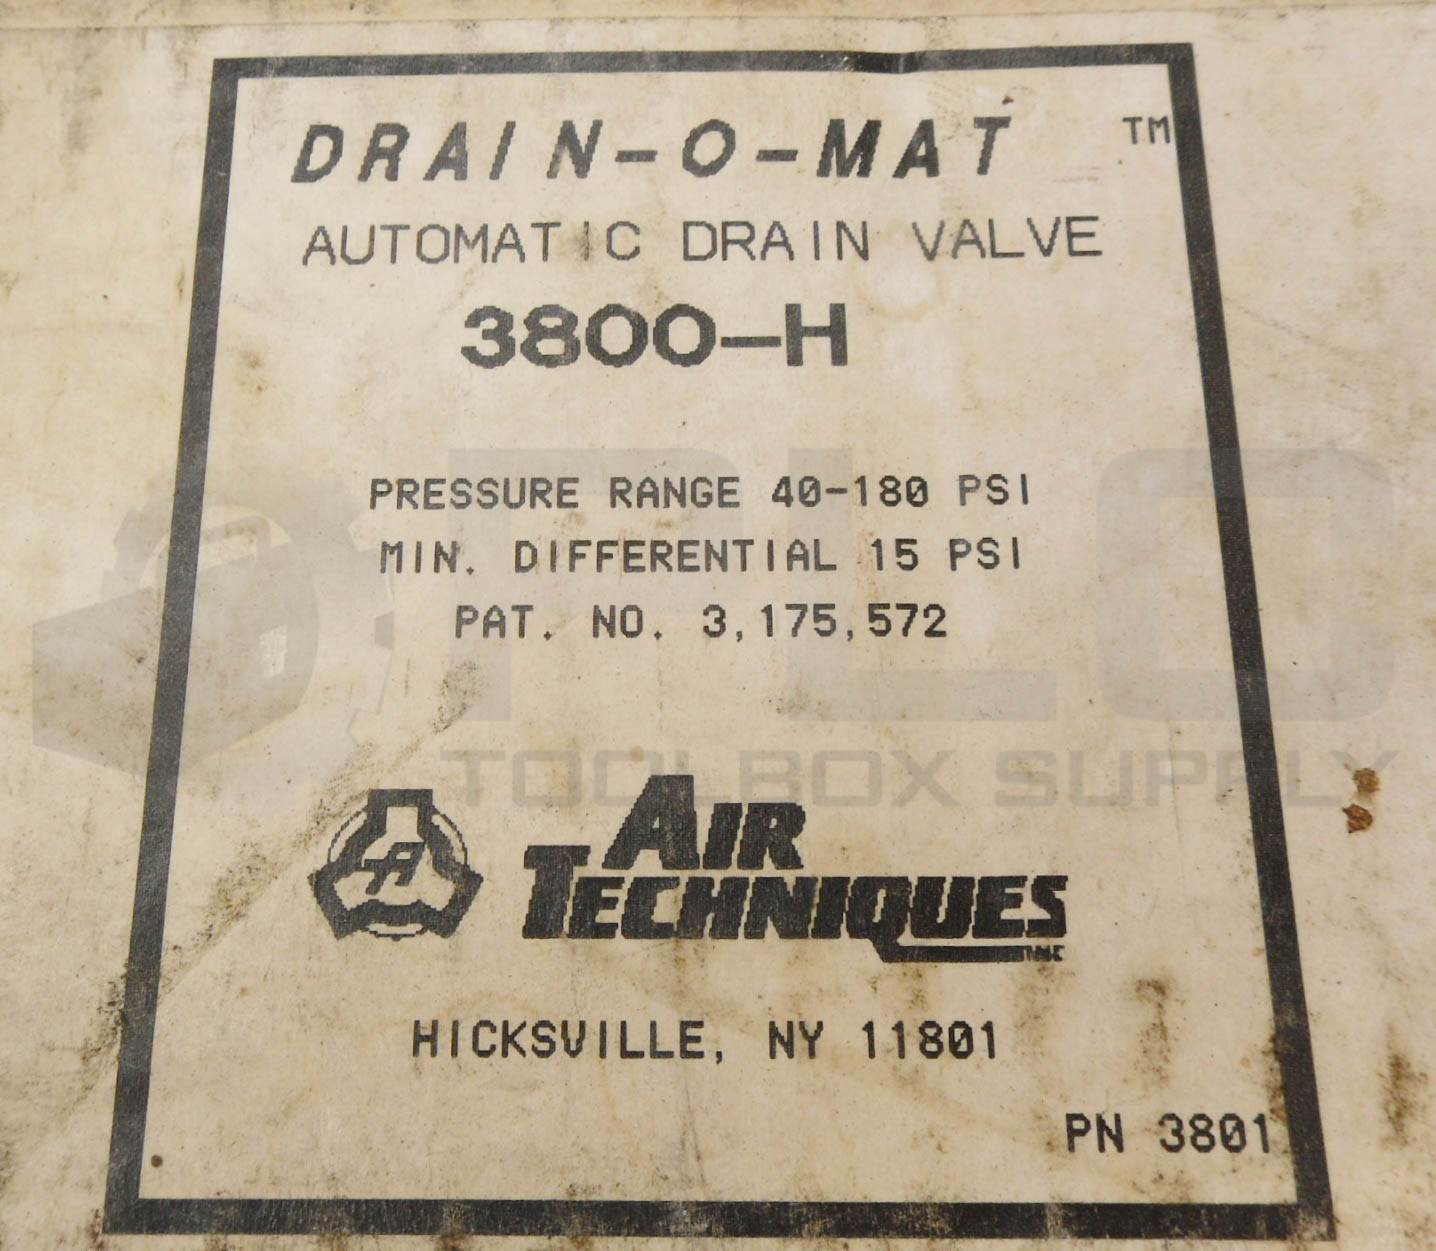 DRAIN-O-MAT ™
AUTOMATIC DRAIN VALVE
3800-H
PRESSURE RANGE 40-180 PSI
MIN. DIFFERENTIAL 15 PSI
PAT. NO. 3,175,572
PLC
TOOLBOX SUPPLY
A
AIR
TECHNIQUES
INC
HICKSVILLE, NY 11801
PN 3801